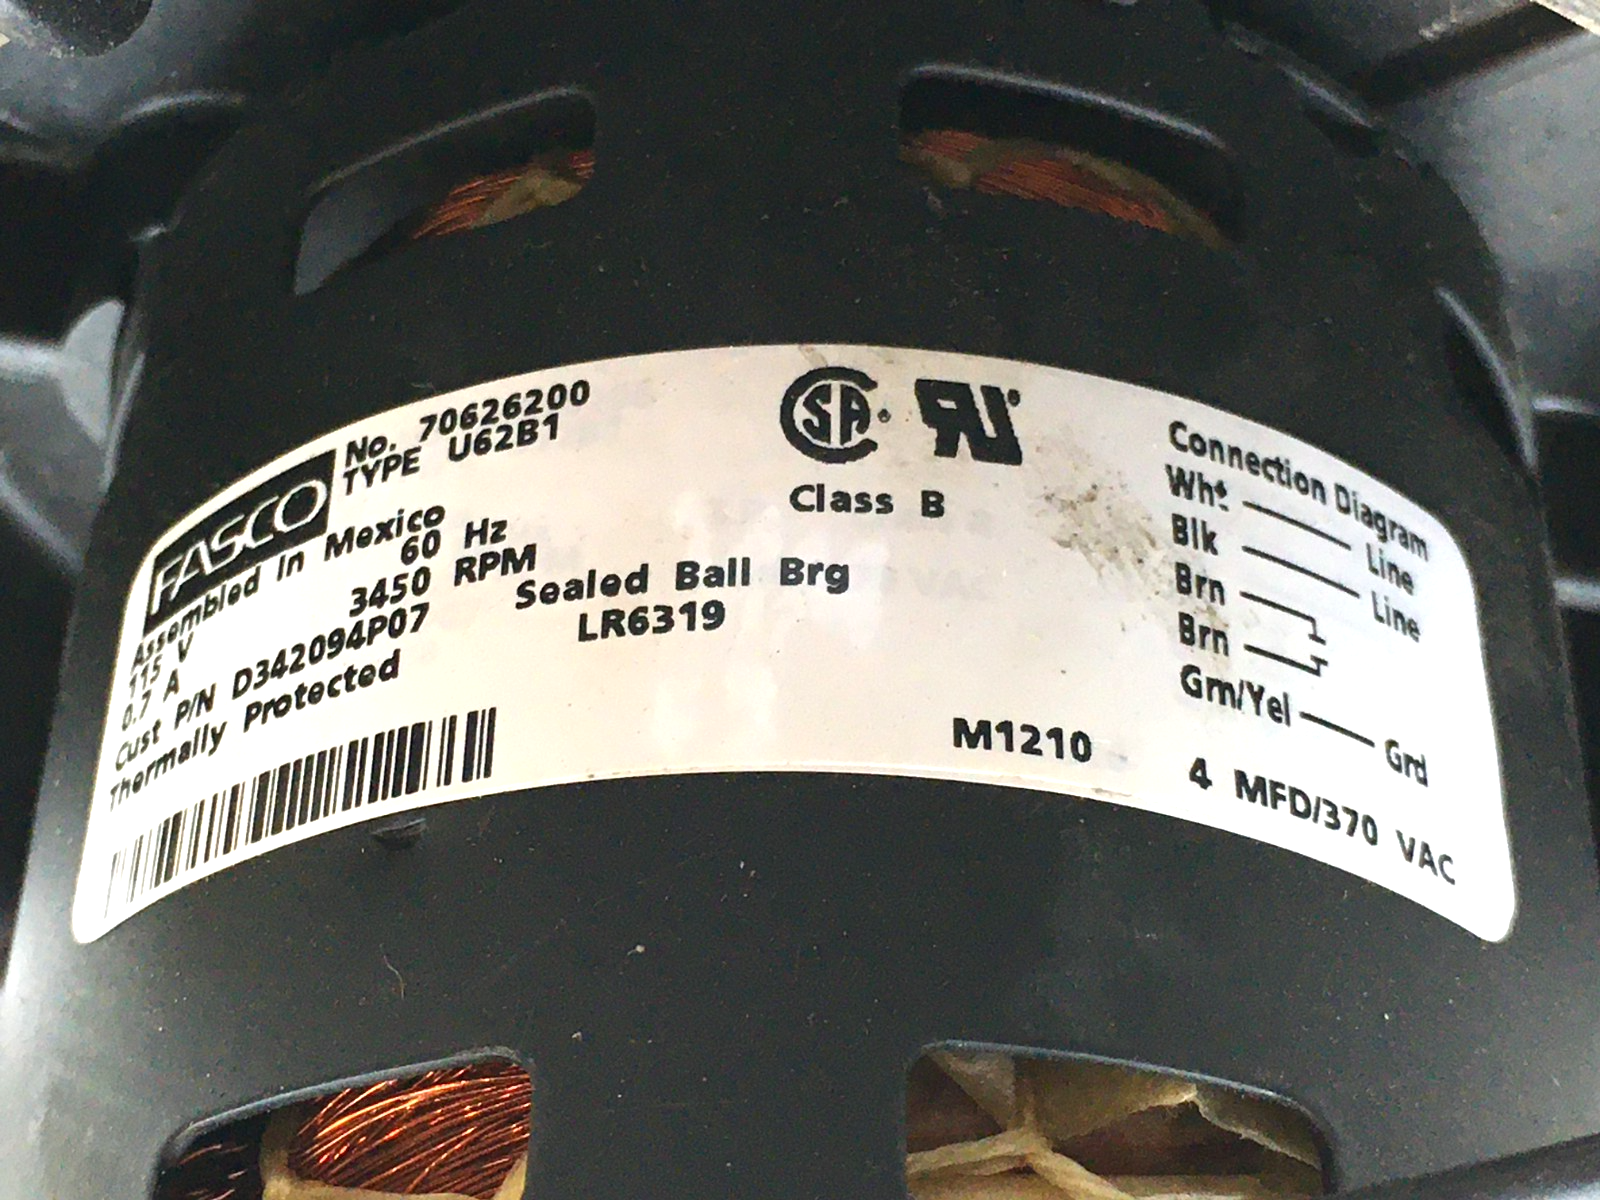 FASCO
No. 70626200
TYPE U62B1
Assembled In Mexico
115 V 60 Hz
0.7 A 3450 RPM
Cust P/N D342094P07
Thermally Protected
Sealed Ball Brg
LR6319
CSA
RU
Class B
M1210
Connection Diagram
Wht Line
Blk Line
Brn
Brn
Grn/Yel Grd
4 MFD/370 VAC